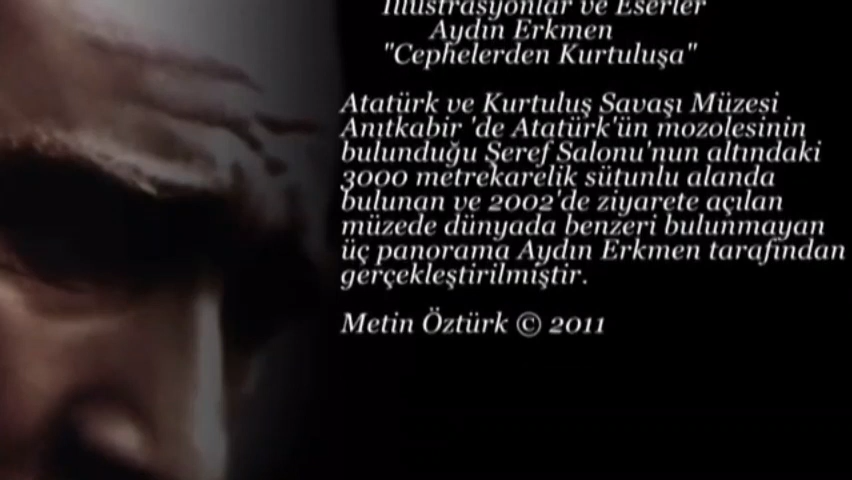 İllüstrasyonlar ve Eserler
Aydın Erkmen
"Cephelerden Kurtuluşa"
Atatürk ve Kurtuluş Savaşı Müzesi
Anıtkabir 'de Atatürk'ün mozolesinin
bulunduğu Şeref Salonu'nun altındaki
3000 metrekarelik sütunlu alanda
bulunan ve 2002'de ziyarete açılan
müzede dünyada benzeri bulunmayan
üç panorama Aydın Erkmen tarafından
gerçekleştirilmiştir.
Metin Öztürk © 2011